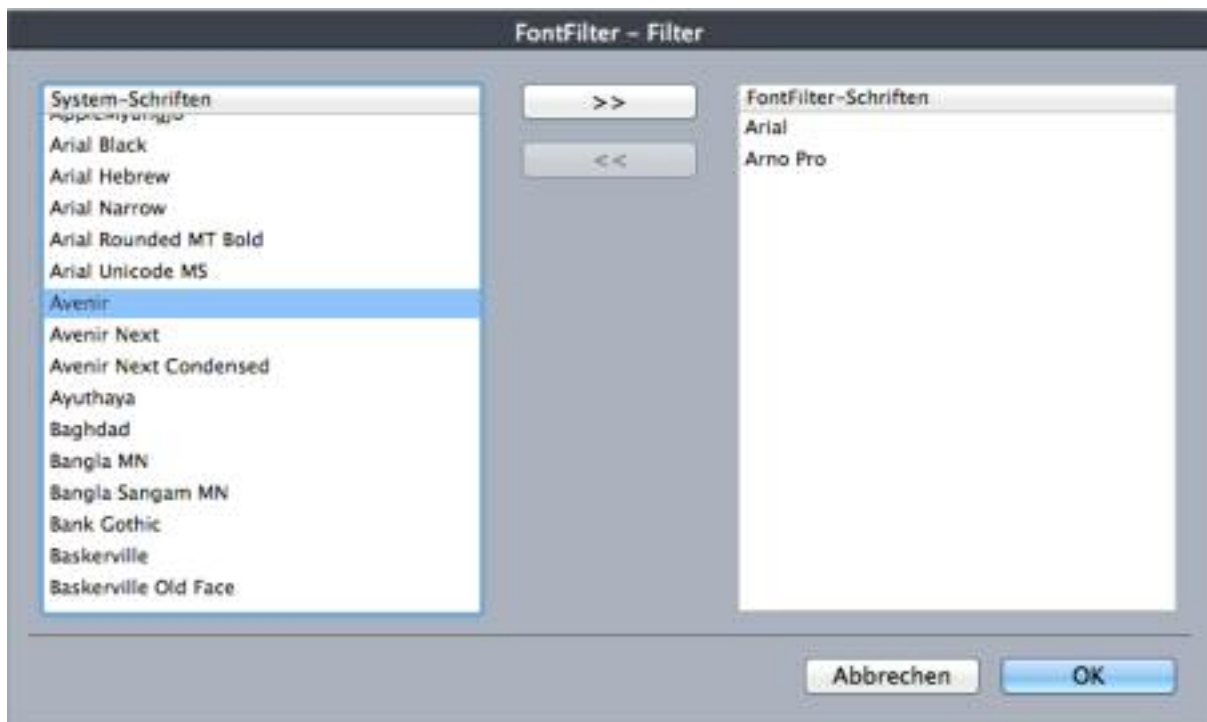 FontFilter – Filter
System-Schriften
AppleMyungjo
Arial Black
Arial Hebrew
Arial Narrow
Arial Rounded MT Bold
Arial Unicode MS
Avenir
Avenir Next
Avenir Next Condensed
Ayuthaya
Baghdad
Bangla MN
Bangla Sangam MN
Bank Gothic
Baskerville
Baskerville Old Face
>>
<<
FontFilter-Schriften
Arial
Arno Pro
Abbrechen
OK